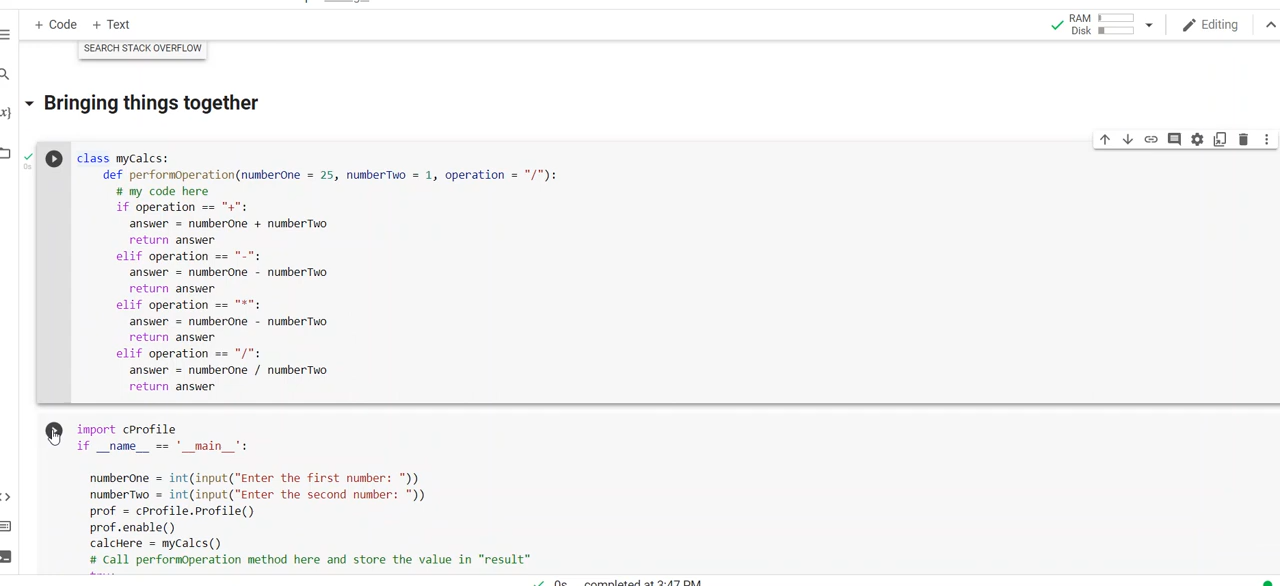 + Code + Text
RAM
Disk
Editing
SEARCH STACK OVERFLOW
Bringing things together
0s
class myCalcs:
    def performOperation(numberOne = 25, numberTwo = 1, operation = "/"):
      # my code here
      if operation == "+":
        answer = numberOne + numberTwo
        return answer
      elif operation == "-":
        answer = numberOne - numberTwo
        return answer
      elif operation == "*":
        answer = numberOne - numberTwo
        return answer
      elif operation == "/":
        answer = numberOne / numberTwo
        return answer
import cProfile
if __name__ == '__main__':
  numberOne = int(input("Enter the first number: "))
  numberTwo = int(input("Enter the second number: "))
  prof = cProfile.Profile()
  prof.enable()
  calcHere = myCalcs()
  # Call performOperation method here and store the value in "result"
0s completed at 3:47 PM